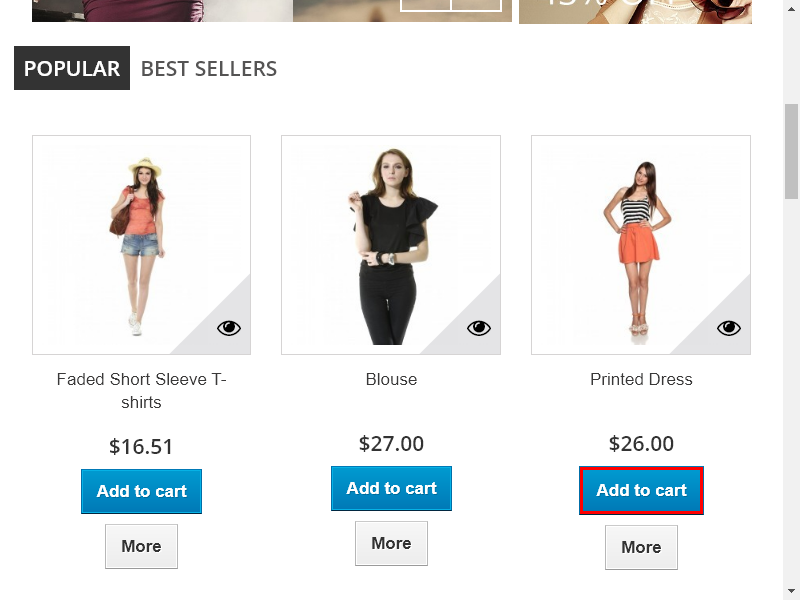 POPULAR BEST SELLERS
Faded Short Sleeve T-
shirts
$16.51
Add to cart
More
Blouse
$27.00
Add to cart
More
Printed Dress
$26.00
Add to cart
More